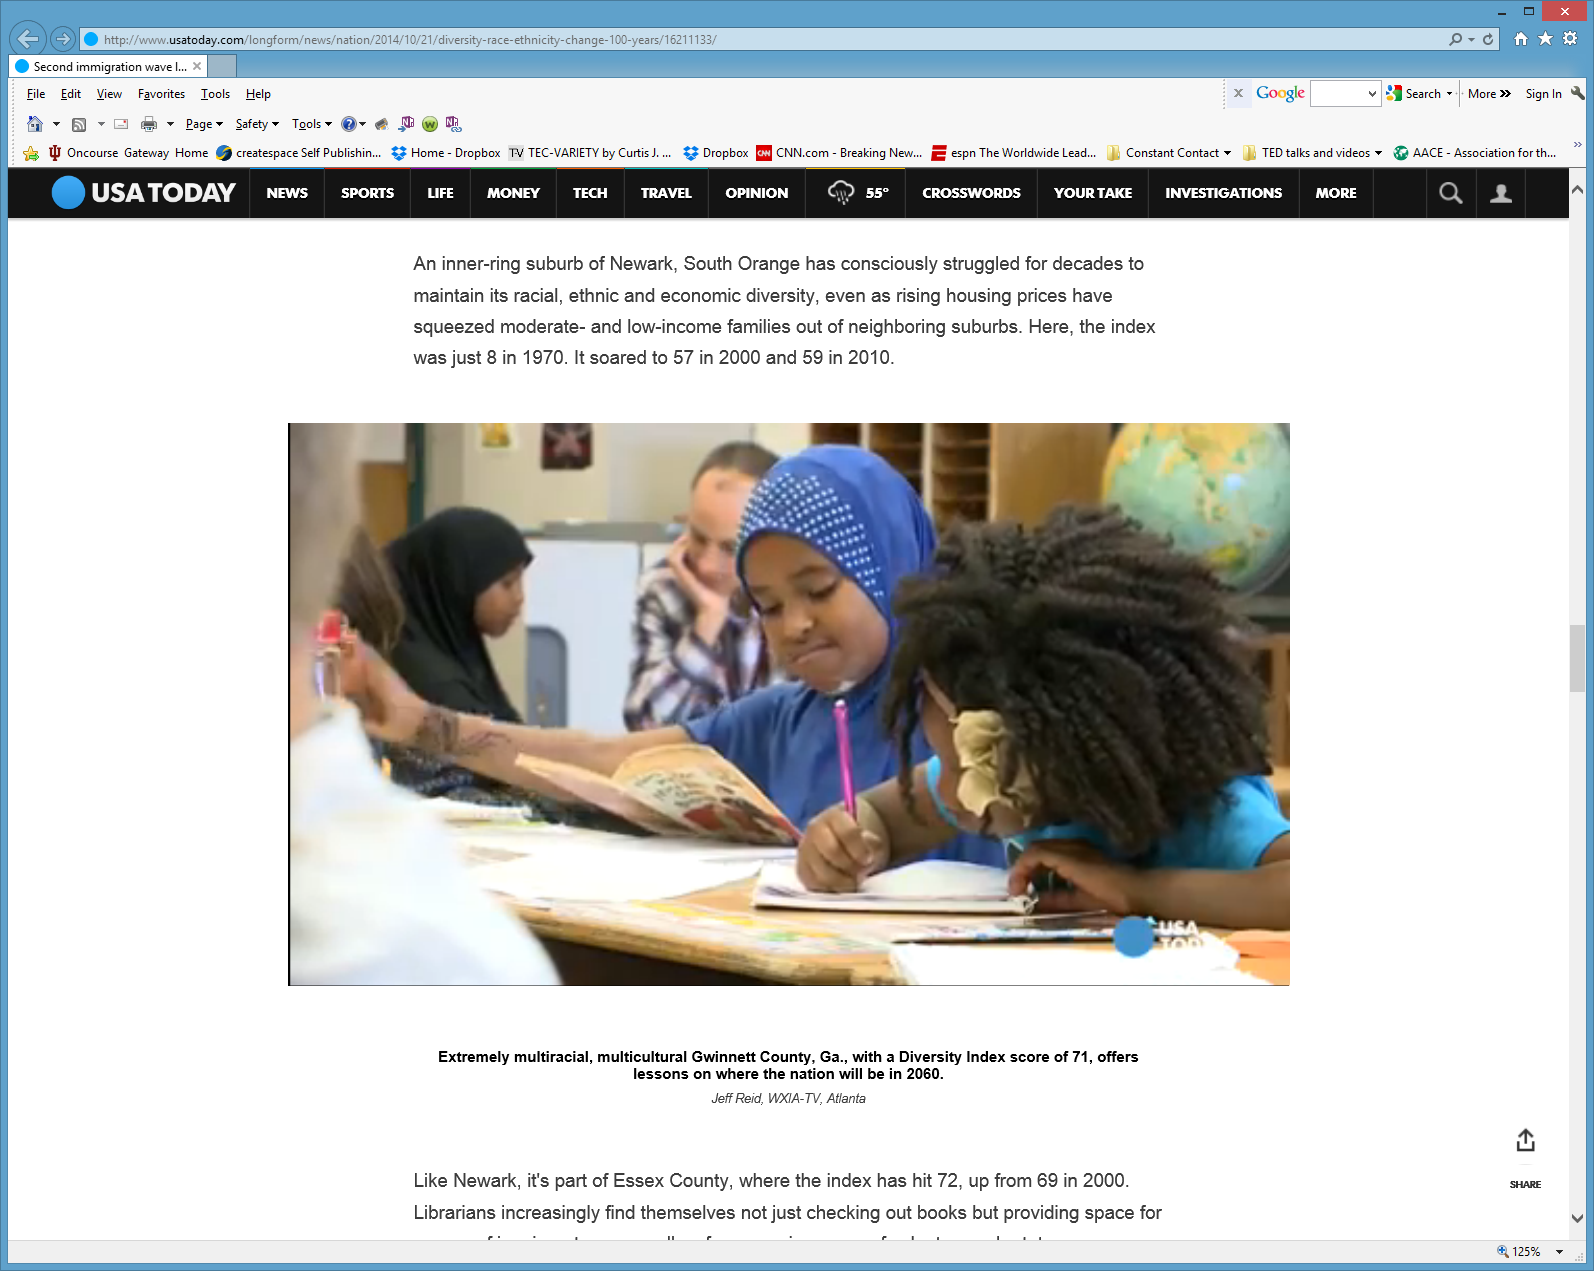 http://www.usatoday.com/longform/news/nation/2014/10/21/diversity-race-ethnicity-change-100-years/16211133/
Second immigration wave l...
File Edit View Favorites Tools Help
Google Search More Sign In
Page Safety Tools
Oncourse Gateway Home createspace Self Publishin... Home - Dropbox TEC-VARIETY by Curtis J. ... Dropbox CNN.com - Breaking New... espn The Worldwide Lead... Constant Contact TED talks and videos AACE - Association for th...
USA TODAY NEWS SPORTS LIFE MONEY TECH TRAVEL OPINION 55° CROSSWORDS YOUR TAKE INVESTIGATIONS MORE
An inner-ring suburb of Newark, South Orange has consciously struggled for decades to
maintain its racial, ethnic and economic diversity, even as rising housing prices have
squeezed moderate- and low-income families out of neighboring suburbs. Here, the index
was just 8 in 1970. It soared to 57 in 2000 and 59 in 2010.
USA
TODAY
Extremely multiracial, multicultural Gwinnett County, Ga., with a Diversity Index score of 71, offers
lessons on where the nation will be in 2060.
Jeff Reid, WXIA-TV, Atlanta
Like Newark, it's part of Essex County, where the index has hit 72, up from 69 in 2000.
Librarians increasingly find themselves not just checking out books but providing space for
SHARE
125%